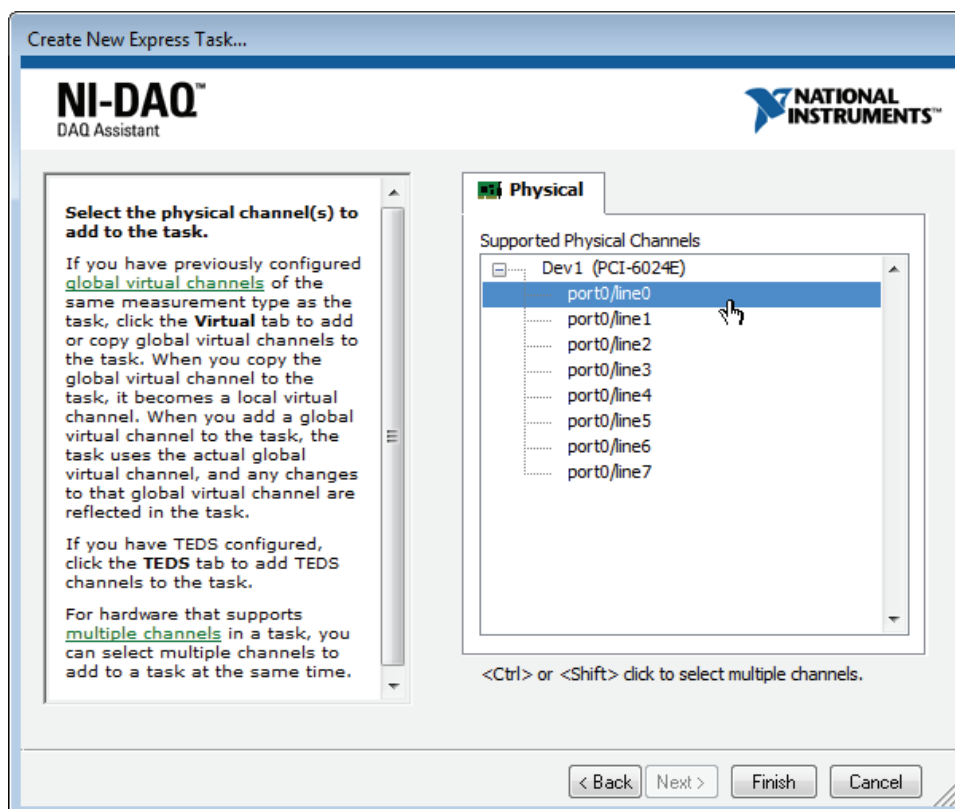 Create New Express Task...
NI-DAQ™
DAQ Assistant
NATIONAL
INSTRUMENTS™
Select the physical channel(s) to
add to the task.
If you have previously configured
global virtual channels of the
same measurement type as the
task, click the Virtual tab to add
or copy global virtual channels to
the task. When you copy the
global virtual channel to the
task, it becomes a local virtual
channel. When you add a global
virtual channel to the task, the
task uses the actual global
virtual channel, and any changes
to that global virtual channel are
reflected in the task.
If you have TEDS configured,
click the TEDS tab to add TEDS
channels to the task.
For hardware that supports
multiple channels in a task, you
can select multiple channels to
add to a task at the same time.
Physical
Supported Physical Channels
Dev1 (PCI-6024E)
port0/line0
port0/line1
port0/line2
port0/line3
port0/line4
port0/line5
port0/line6
port0/line7
<Ctrl> or <Shift> click to select multiple channels.
< Back Next > Finish Cancel